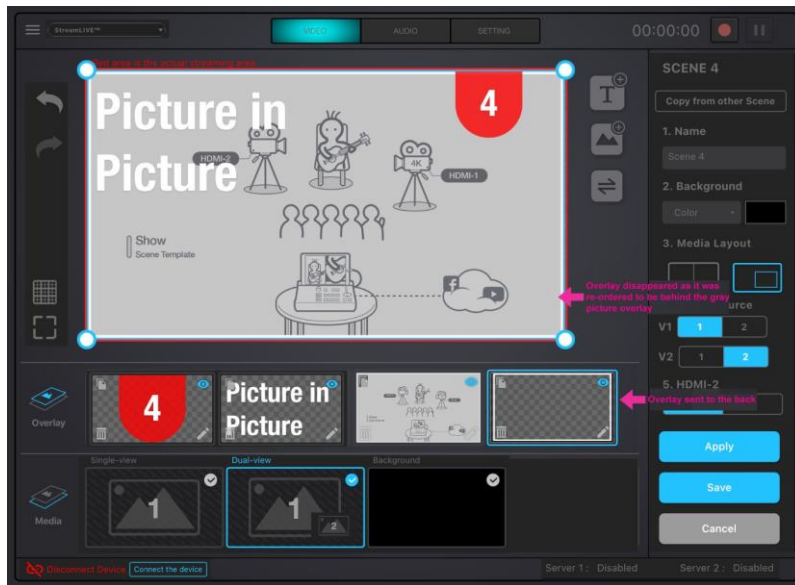 StreamLIVE™
VIDEO
AUDIO
SETTING
00:00:00
Red area is the actual streaming area
Picture in
Picture
4
HDMI-2
4K
HDMI-1
Show
Scene Template
Overlay disappeared as it was
re-ordered to be behind the gray
picture overlay
SCENE 4
Copy from other Scene
1. Name
Scene 4
2. Background
Color
3. Media Layout
urce
V1 1 2
V2 1 2
5. HDMI-2
Overlay
4
Picture in
Picture
Overlay sent to the back
Apply
Save
Cancel
Media
Single-view
Dual-view
Background
1
1
2
Disconnect Device
Connect the device
Server 1 : Disabled
Server 2 : Disabled